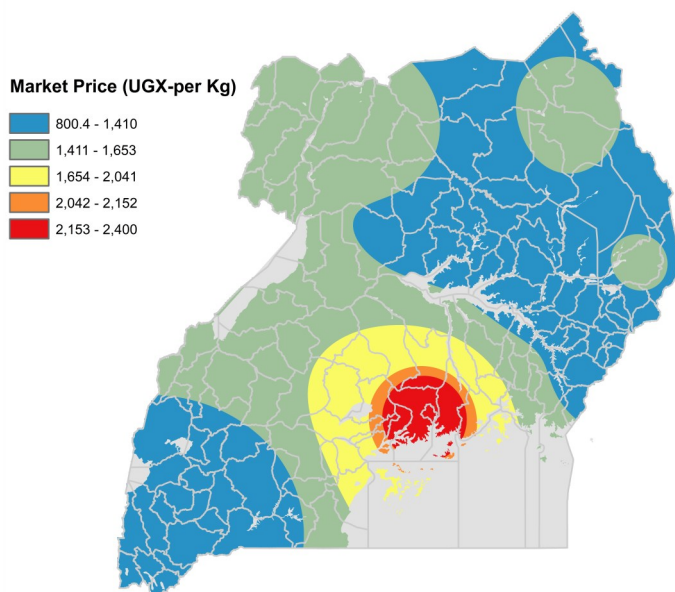 Market Price (UGX-per Kg)
800.4 - 1,410
1,411 - 1,653
1,654 - 2,041
2,042 - 2,152
2,153 - 2,400